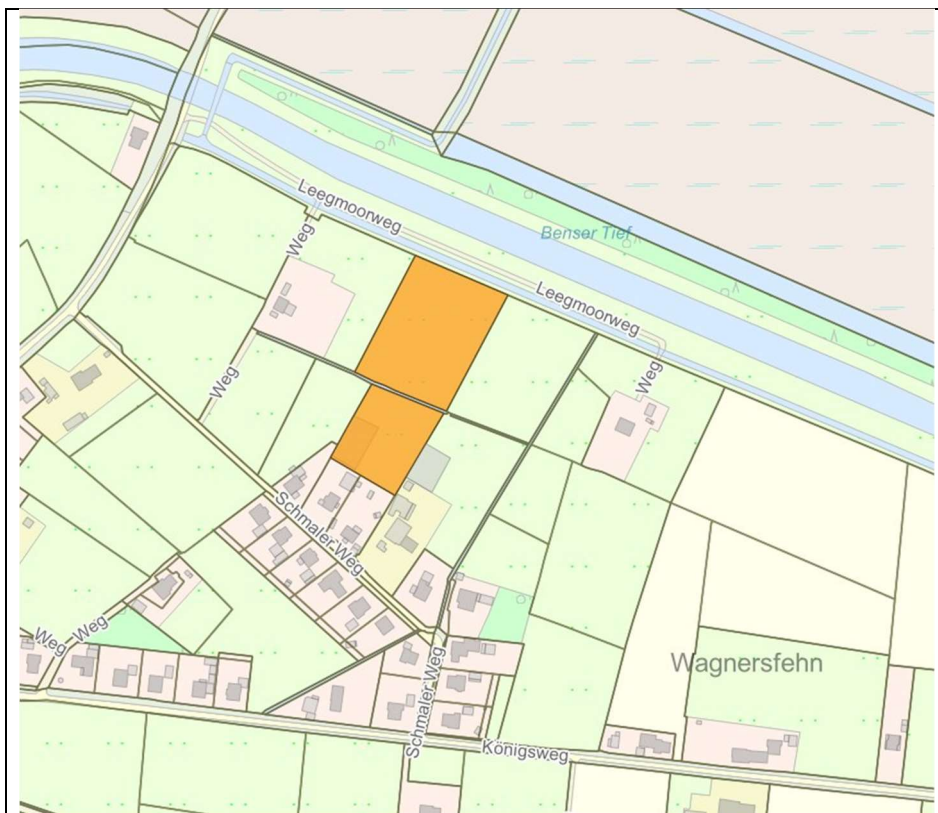 Leegmoorweg
Weg
Benser Tief
Leegmoorweg
Weg
Weg
Schmaler Weg
Weg
Weg
Schmaler Weg
Wagnersfehn
Königsweg